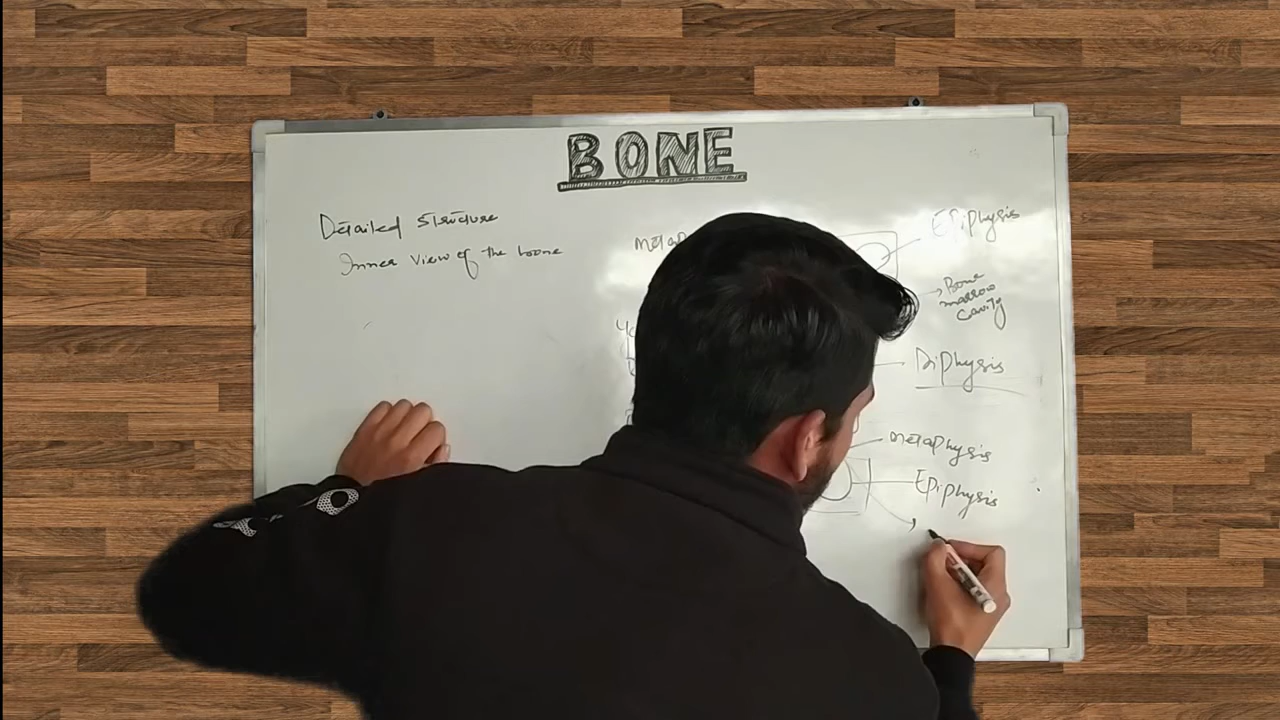 BONE
Detailed Structure
Inner View of the bone
Epiphysis
Bone
marrow
cavity
Diphysis
metaphysis
Epiphysis